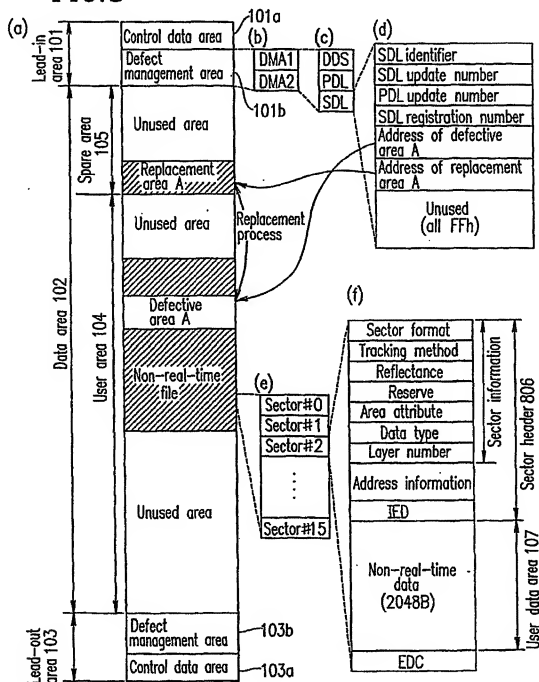 (a)
Lead-in
area 101
Control data area
Defect
management area
101a
101b
Data area 102
Spare area
105
Unused area
Replacement
area A
User area 104
Unused area
Replacement
process
Defective
area A
Non-real-time
file
Unused area
Lead-out
area 103
Defect
management area
Control data area
103b
103a
(b)
DMA1
DMA2
(c)
DDS
PDL
SDL
(d)
SDL identifier
SDL update number
PDL update number
SDL registration number
Address of defective
area A
Address of replacement
area A
Unused
(all FFh)
(e)
Sector#0
Sector#1
Sector#2
Sector#15
(f)
Sector format
Tracking method
Reflectance
Reserve
Area attribute
Data type
Layer number
Address information
IED
Non-real-time
data
(2048B)
EDC
Sector information
Sector header 806
User data area 107